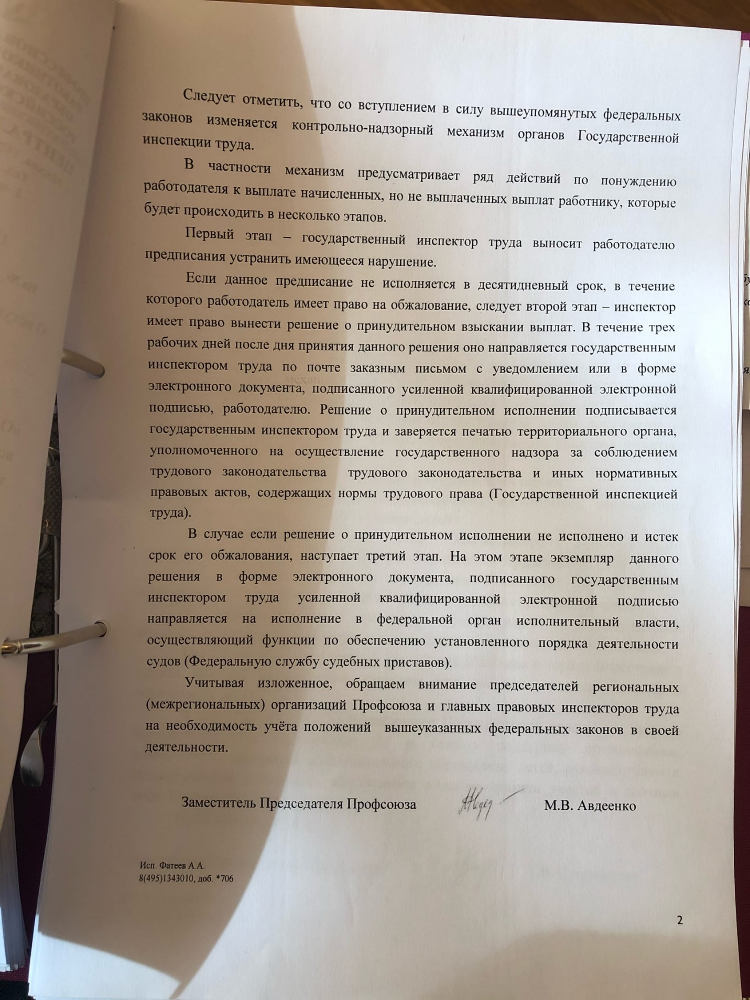 Следует отметить, что со вступлением в силу вышеупомянутых федеральных
законов изменяется контрольно-надзорный механизм органов Государственной
инспекции труда.
В частности механизм предусматривает ряд действий по понуждению
работодателя к выплате начисленных, но не выплаченных выплат работнику, которые
будет происходить в несколько этапов.
Первый этап – государственный инспектор труда выносит работодателю
предписания устранить имеющееся нарушение.
Если данное предписание не исполняется в десятидневный срок, в течение
которого работодатель имеет право на обжалование, следует второй этап – инспектор
имеет право вынести решение о принудительном взыскании выплат. В течение трех
рабочих дней после дня принятия данного решения оно направляется государственным
инспектором труда по почте заказным письмом с уведомлением или в форме
электронного документа, подписанного усиленной квалифицированной электронной
подписью, работодателю. Решение о принудительном исполнении подписывается
государственным инспектором труда и заверяется печатью территориального органа,
уполномоченного на осуществление государственного надзора за соблюдением
трудового законодательства трудового законодательства и иных нормативных
правовых актов, содержащих нормы трудового права (Государственной инспекцией
труда).
В случае если решение о принудительном исполнении не исполнено и истек
срок его обжалования, наступает третий этап. На этом этапе экземпляр данного
решения в форме электронного документа, подписанного государственным
инспектором труда усиленной квалифицированной электронной подписью
направляется на исполнение в федеральной орган исполнительный власти,
осуществляющий функции по обеспечению установленного порядка деятельности
судов (Федеральную службу судебных приставов).
Учитывая изложенное, обращаем внимание председателей региональных
(межрегиональных) организаций Профсоюза и главных правовых инспекторов труда
на необходимость учёта положений вышеуказанных федеральных законов в своей
деятельности.
Заместитель Председателя Профсоюза М.В. Авдеенко
Исп. Фатеев А.А.
8(495)1343010, доб. *706
2